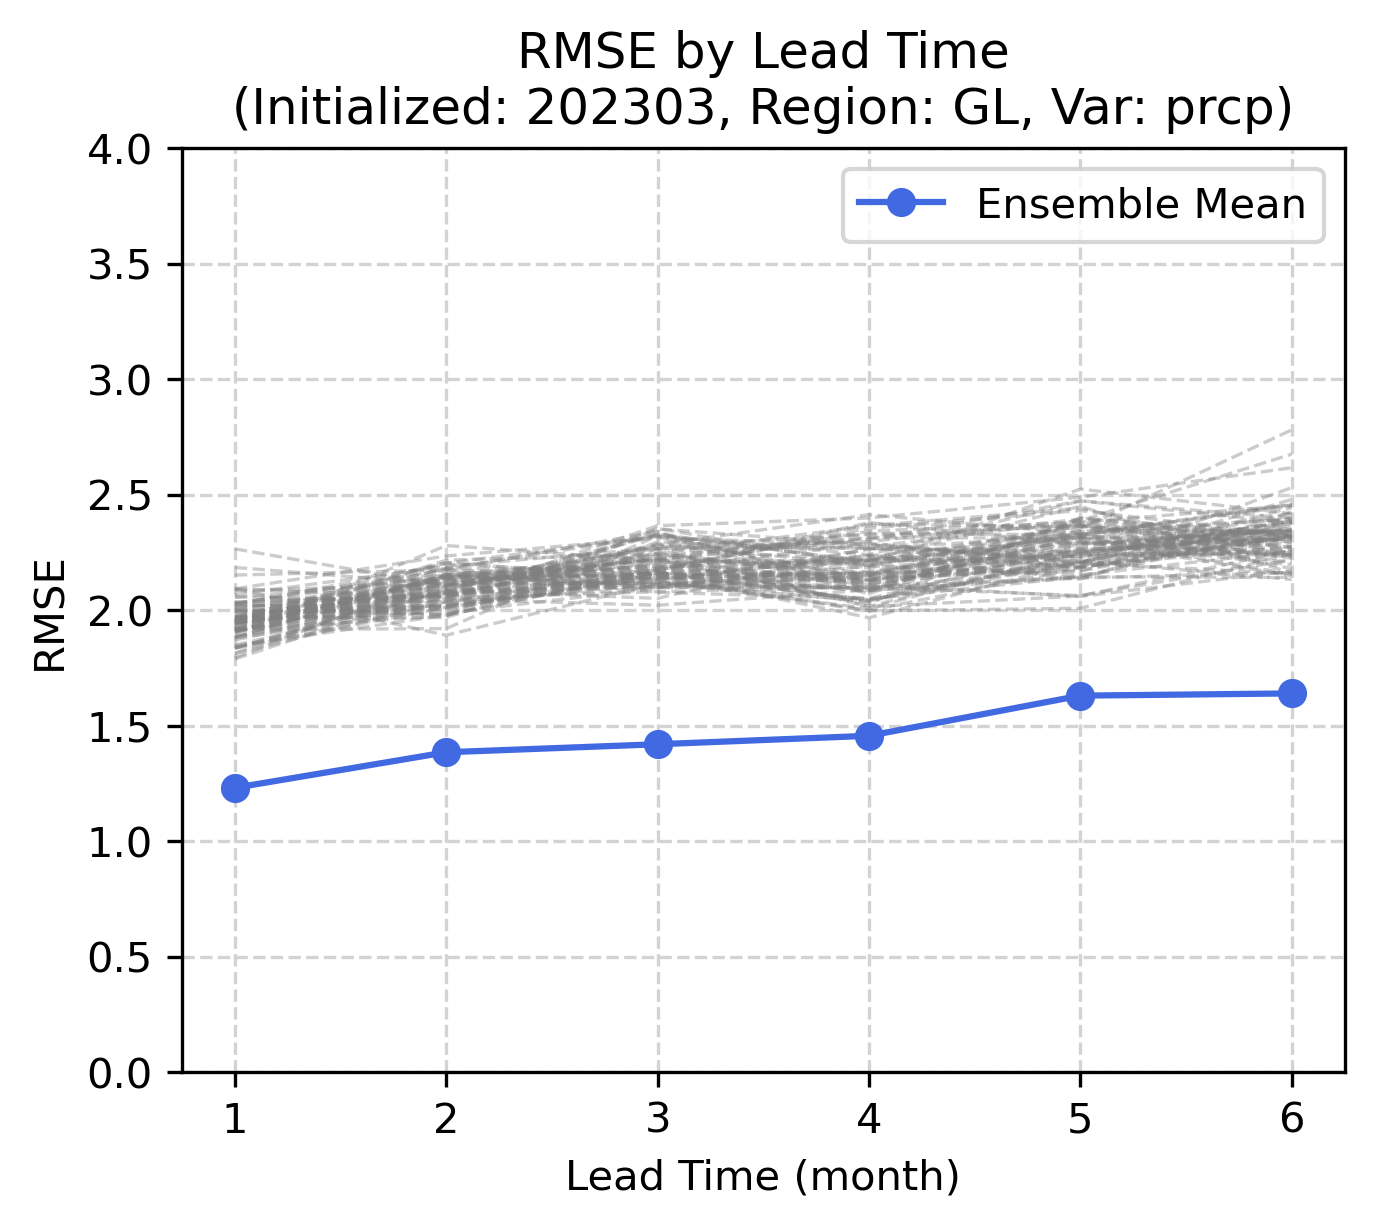 RMSE by Lead Time
(Initialized: 202303, Region: GL, Var: prcp)
Ensemble Mean
4.0
3.5
3.0
2.5
2.0
1.5
1.0
0.5
0.0
RMSE
1 2 3 4 5 6
Lead Time (month)